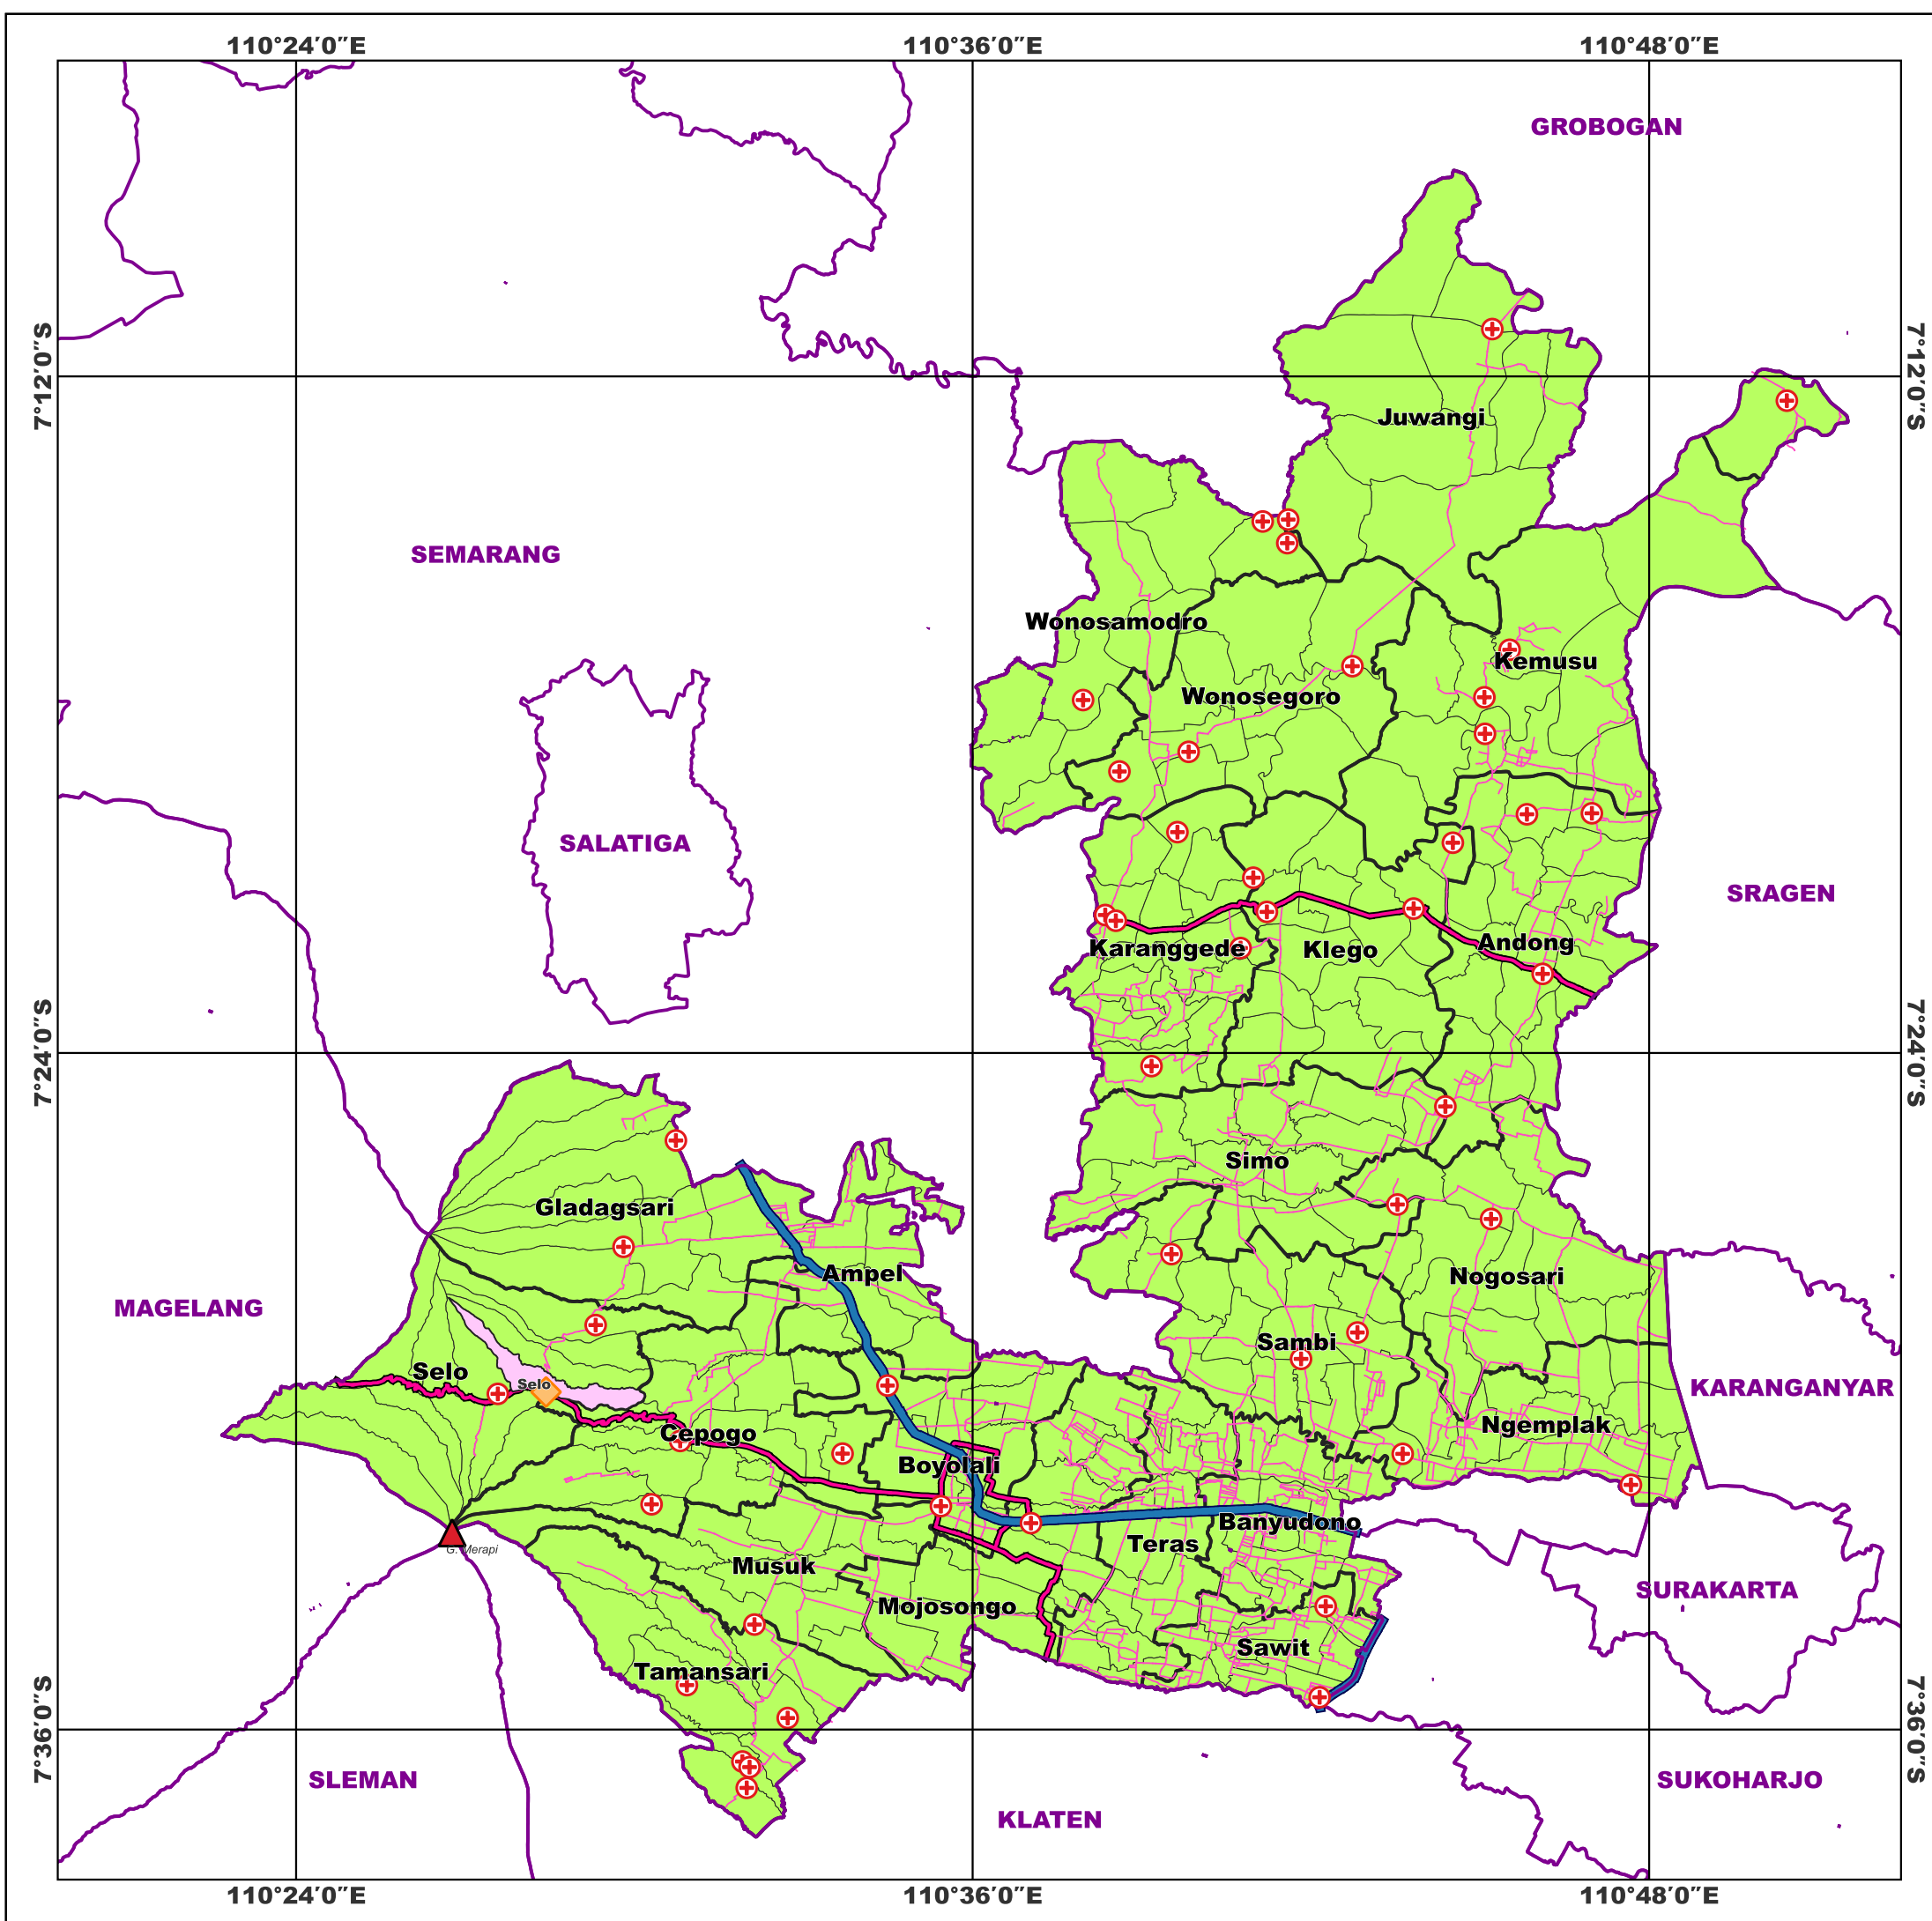 110°24′0″E
110°36′0″E
110°48′0″E
GROBOGAN
7°12′0″S
7°12′0″S
Juwangi
SEMARANG
Wonosamodro
Kemusu
Wonosegoro
SALATIGA
SRAGEN
Andong
Karanggede
Klego
7°24′0″S
7°24′0″S
Simo
Gladagsari
Ampel
Nogosari
MAGELANG
Sambi
Selo
Selo
KARANGANYAR
Ngemplak
Cepogo
Boyolali
Banyudono
Teras
G. Merapi
Musuk
SURAKARTA
Mojosongo
Sawit
Tamansari
7°36′0″S
7°36′0″S
SLEMAN
SUKOHARJO
KLATEN
110°24′0″E
110°36′0″E
110°48′0″E